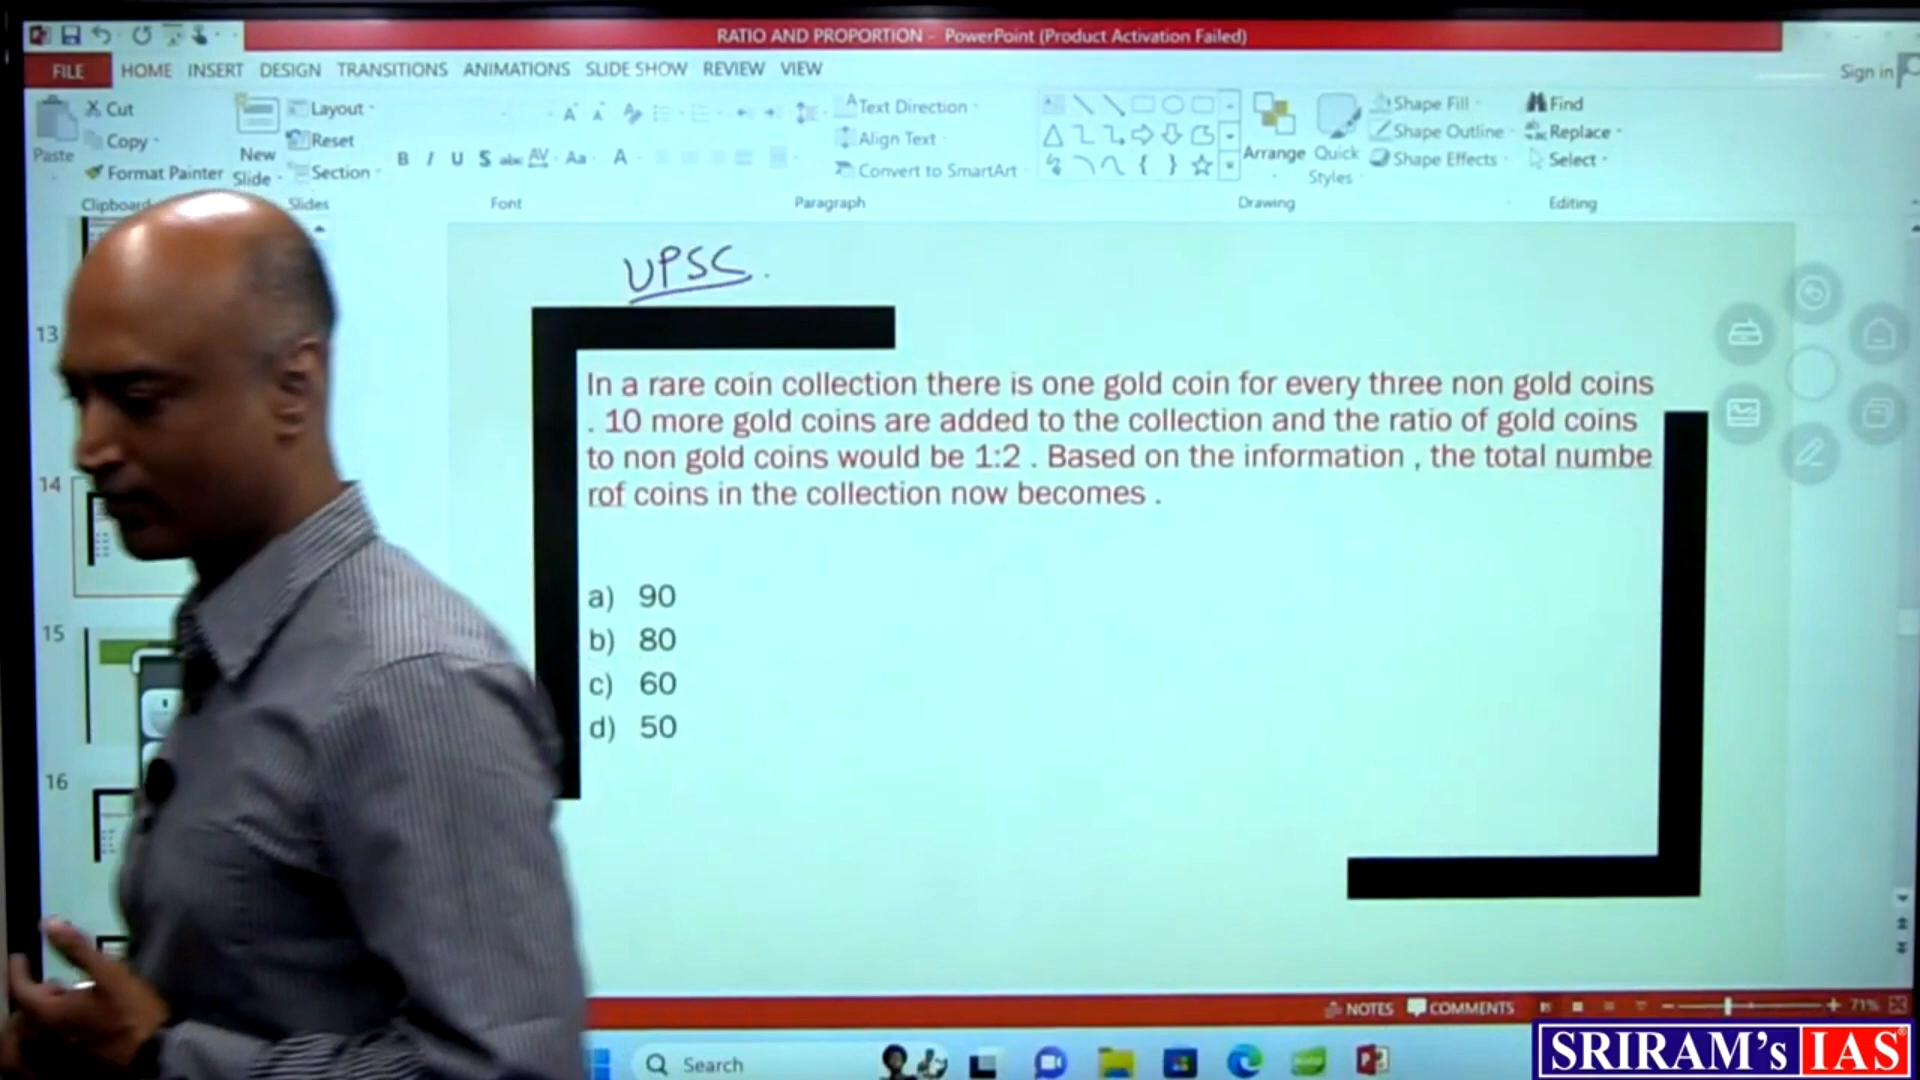 RATIO AND PROPORTION - PowerPoint (Product Activation Failed)
FILE HOME INSERT DESIGN TRANSITIONS ANIMATIONS SLIDE SHOW REVIEW VIEW
Sign in
Cut
Copy
Format Painter
Paste
Clipboard
New
Slide
Layout
Reset
Section
Slides
B I U S abc AV Aa A
Font
Text Direction
Align Text
Convert to SmartArt
Paragraph
Arrange
Quick
Styles
Shape Fill
Shape Outline
Shape Effects
Drawing
Find
Replace
Select
Editing
13
14
15
16
UPSC.
In a rare coin collection there is one gold coin for every three non gold coins
. 10 more gold coins are added to the collection and the ratio of gold coins
to non gold coins would be 1:2 . Based on the information , the total numbe
rof coins in the collection now becomes .
a) 90
b) 80
c) 60
d) 50
NOTES COMMENTS 71%
Search
SRIRAM's IAS